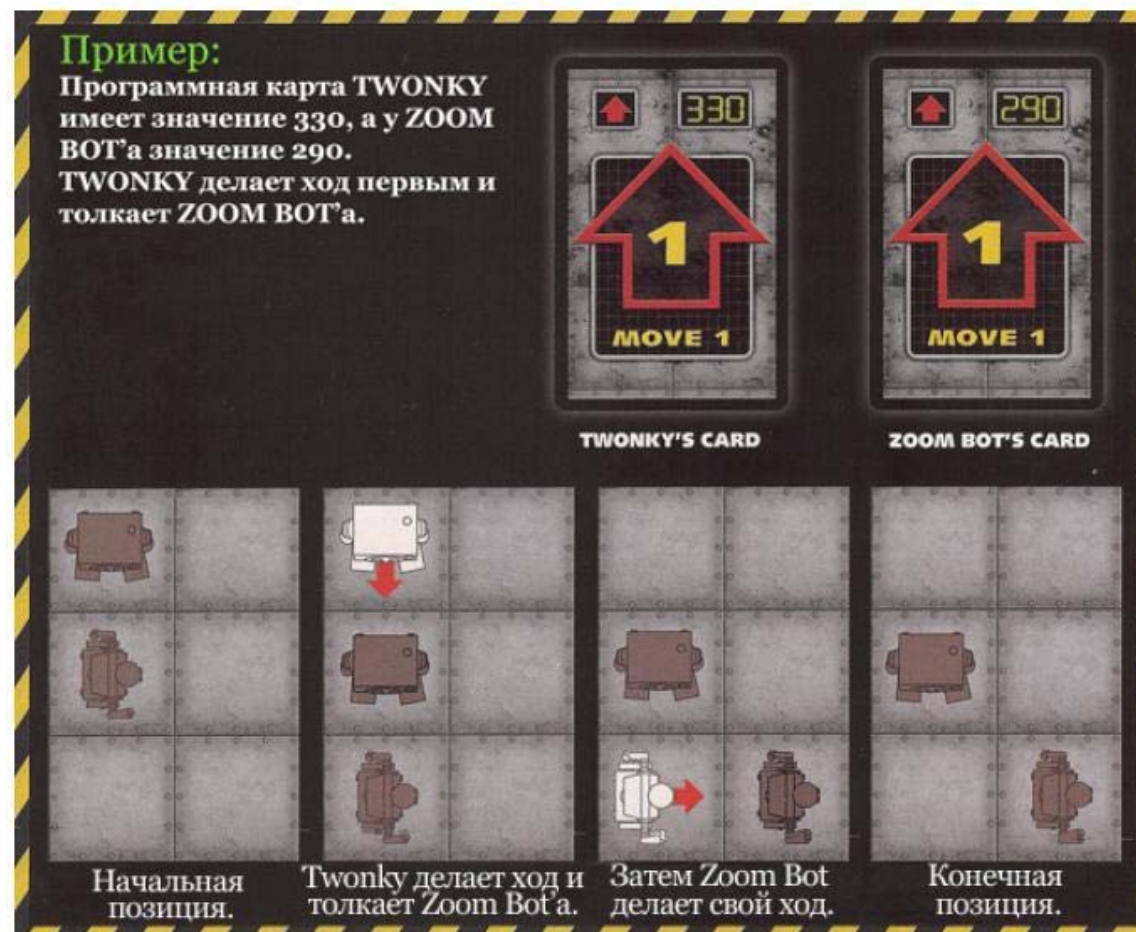 Пример:
Программная карта TWONKY
имеет значение 330, а у ZOOM
BOT'а значение 290.
TWONKY делает ход первым и
толкает ZOOM BOT'а.
330
1
MOVE 1
TWONKY'S CARD
290
1
MOVE 1
ZOOM BOT'S CARD
Начальная
позиция.
Twonky делает ход и
толкает Zoom Bot'а.
Затем Zoom Bot
делает свой ход.
Конечная
позиция.